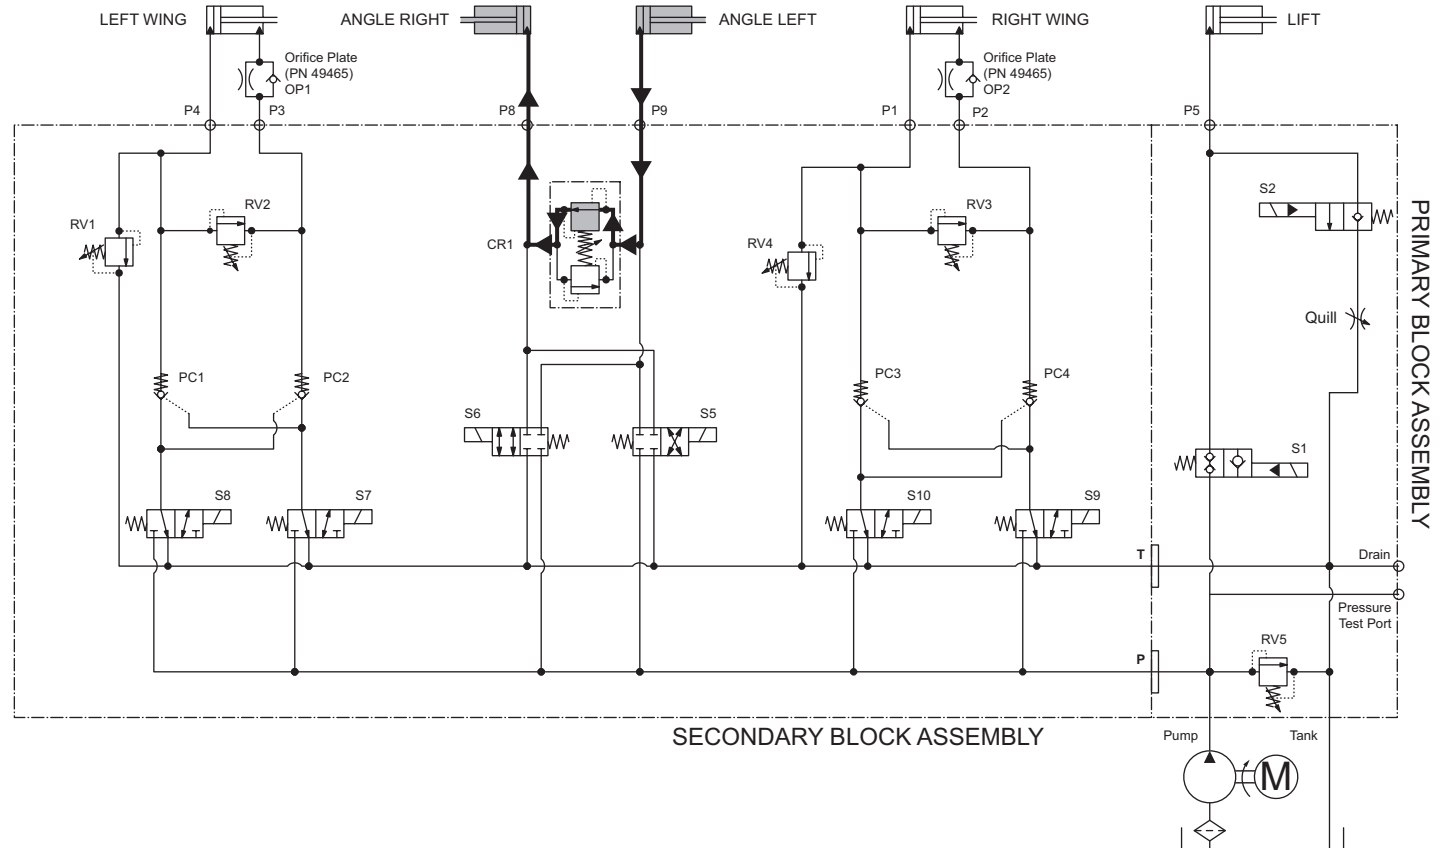 LEFT WING
ANGLE RIGHT
ANGLE LEFT
RIGHT WING
LIFT
Orifice Plate
(PN 49465)
OP1
Orifice Plate
(PN 49465)
OP2
P4
P3
P8
P9
P1
P2
P5
S2
RV2
RV3
RV1
RV4
CR1
Quill
PC1
PC2
PC3
PC4
S6
S5
S1
S8
S7
S10
S9
T
Drain
Pressure
Test Port
RV5
P
PRIMARY BLOCK ASSEMBLY
SECONDARY BLOCK ASSEMBLY
Pump
Tank
M